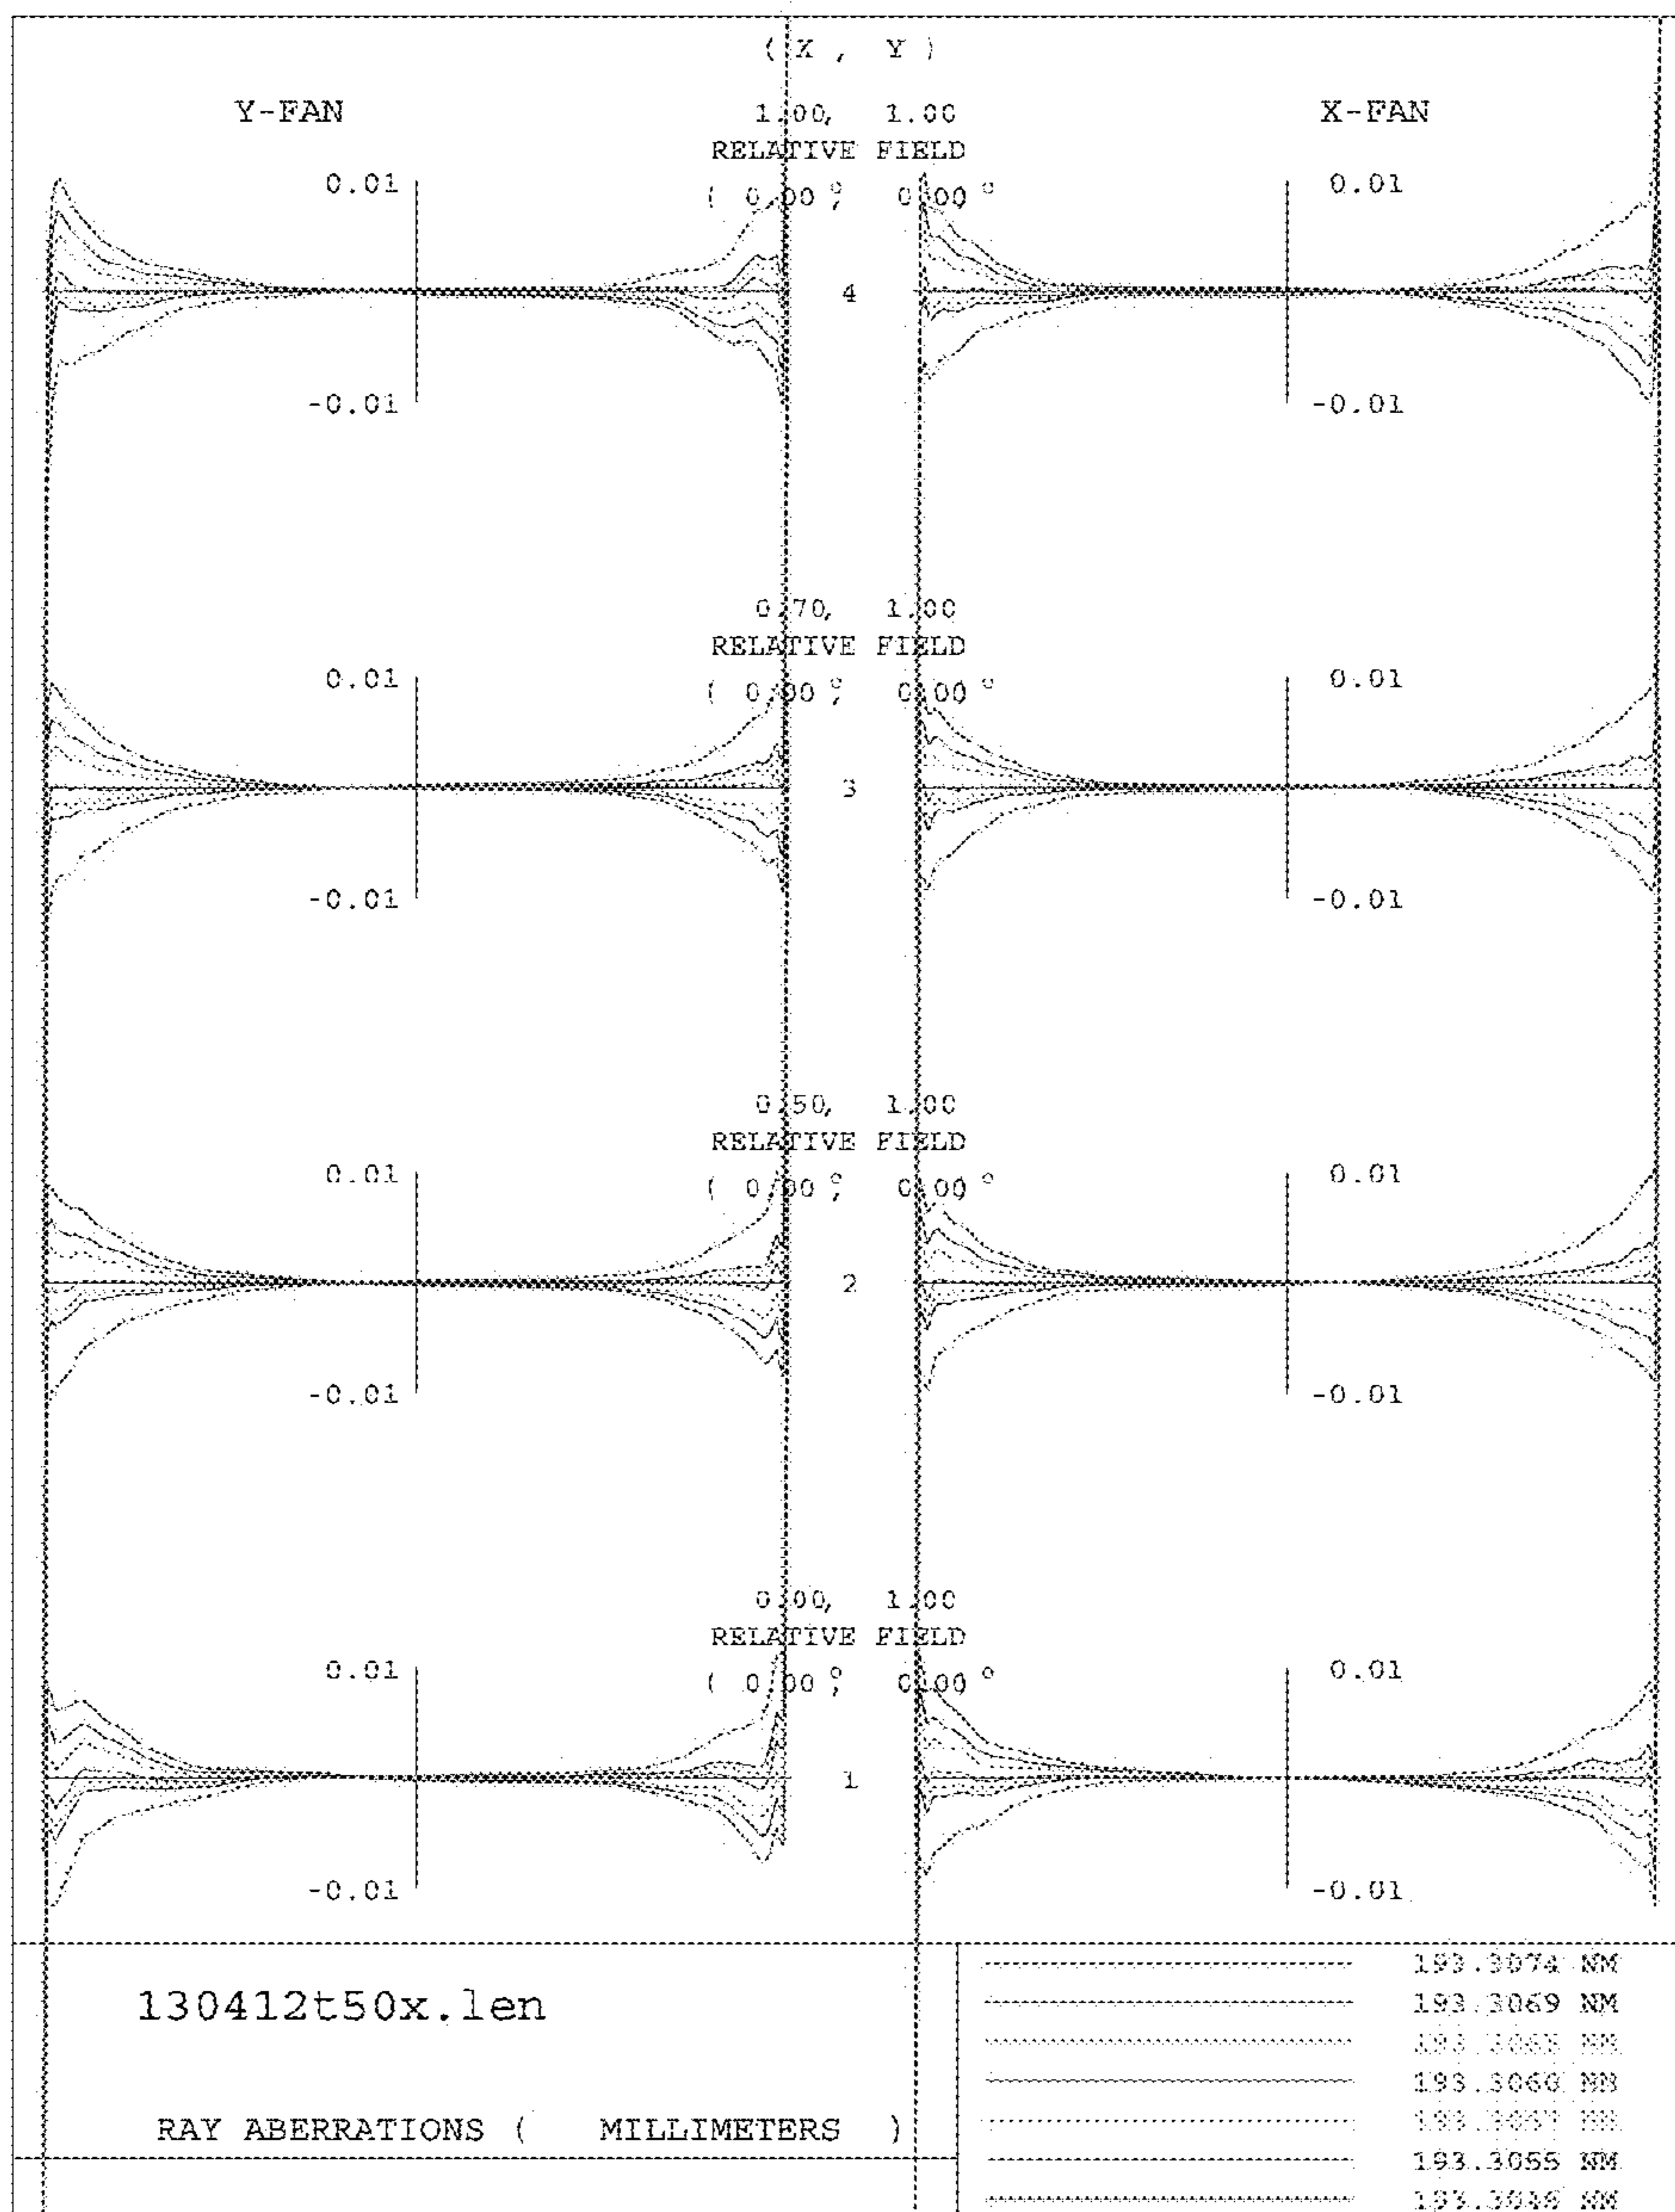 ( X , Y )
Y-FAN 1.00, 1.00 X-FAN
RELATIVE FIELD
0.01 ( 0.00 °, 0.00 ° 0.01
4
-0.01 -0.01
0.70, 1.00
RELATIVE FIELD
0.01 ( 0.00 °, 0.00 ° 0.01
3
-0.01 -0.01
0.50, 1.00
RELATIVE FIELD
0.01 ( 0.00 °, 0.00 ° 0.01
2
-0.01 -0.01
0.00, 1.00
RELATIVE FIELD
0.01 ( 0.00 °, 0.00 ° 0.01
1
-0.01 -0.01
130412t50x.len
RAY ABERRATIONS ( MILLIMETERS )
193.3074 NM
193.3069 NM
193.3060 NM
193.3055 NM